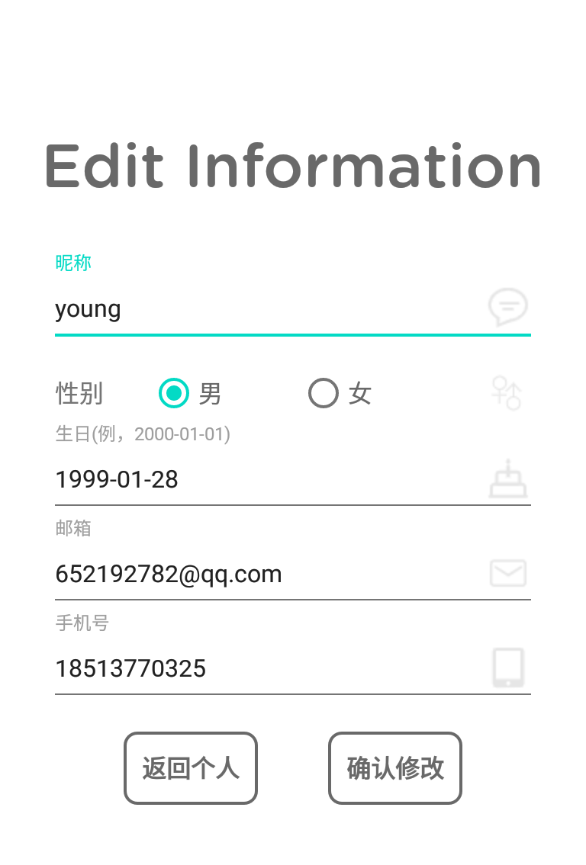 Edit Information
昵称
young
性别 男 女
生日(例，2000-01-01)
1999-01-28
邮箱
652192782@qq.com
手机号
18513770325
返回个人 确认修改